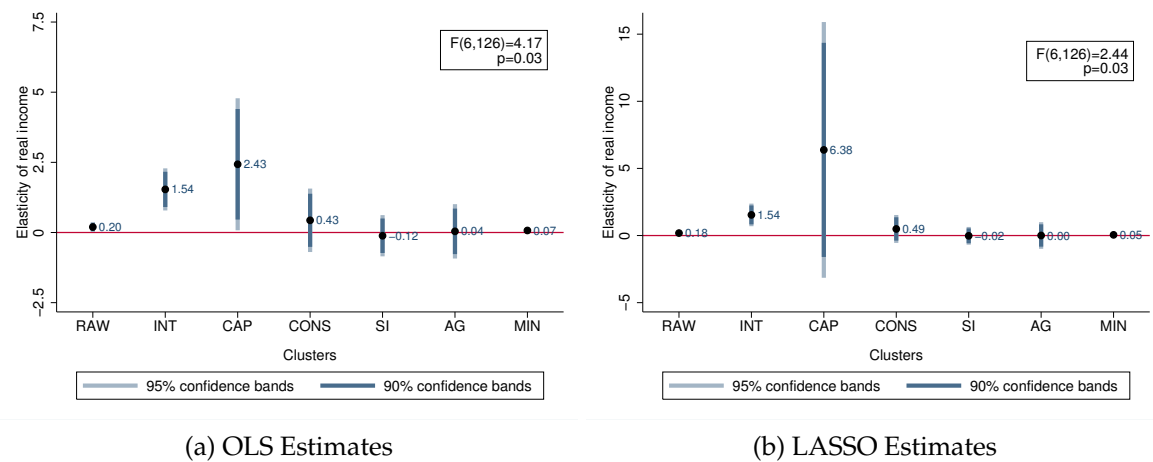 Elasticity of real income
7.5
5
2.5
0
−2.5
F(6,126)=4.17
p=0.03
0.20
1.54
2.43
0.43
−0.12
0.04
0.07
RAW INT CAP CONS SI AG MIN
Clusters
95% confidence bands 90% confidence bands
(a) OLS Estimates
Elasticity of real income
15
10
5
0
−5
F(6,126)=2.44
p=0.03
0.18
1.54
6.38
0.49
−0.02
0.00
0.05
RAW INT CAP CONS SI AG MIN
Clusters
95% confidence bands 90% confidence bands
(b) LASSO Estimates